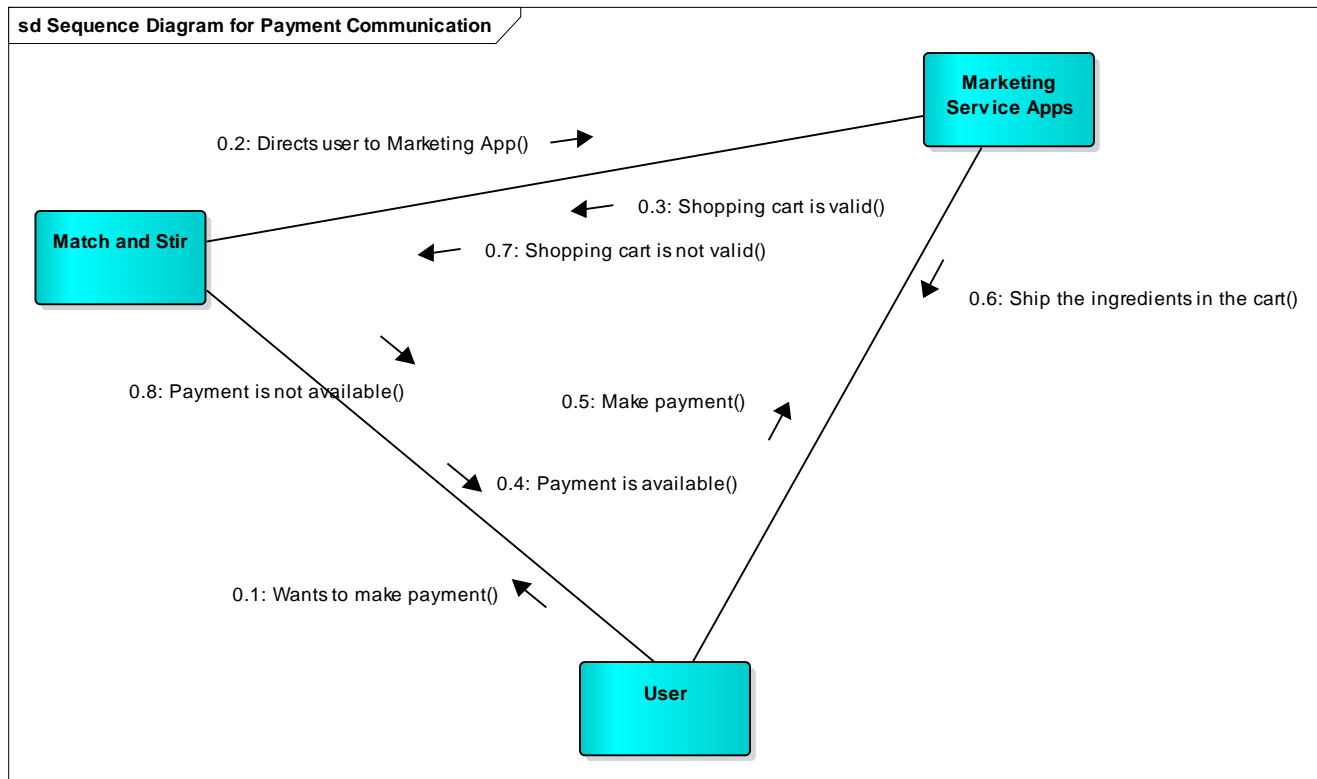 sd Sequence Diagram for Payment Communication
Marketing
Service Apps
0.2: Directs user to Marketing App()
0.3: Shopping cart is valid()
Match and Stir
0.7: Shopping cart is not valid()
0.6: Ship the ingredients in the cart()
0.8: Payment is not available()
0.5: Make payment()
0.4: Payment is available()
0.1: Wants to make payment()
User